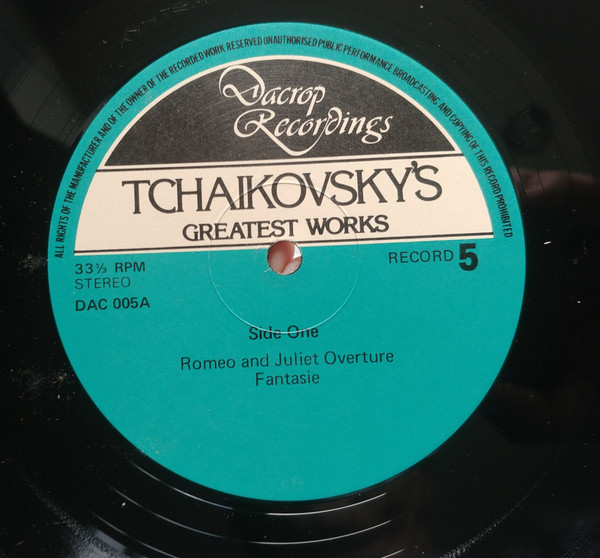 ALL RIGHTS OF THE MANUFACTURER AND OF THE OWNER OF THE RECORDED WORK RESERVED UNAUTHORISED PUBLIC PERFORMANCE BROADCASTING AND COPYING OF THIS RECORD PROHIBITED
Dacrop
Recordings
TCHAIKOVSKY'S
GREATEST WORKS
33⅓ RPM
STEREO
DAC 005A
RECORD 5
Side One
Romeo and Juliet Overture
Fantasie